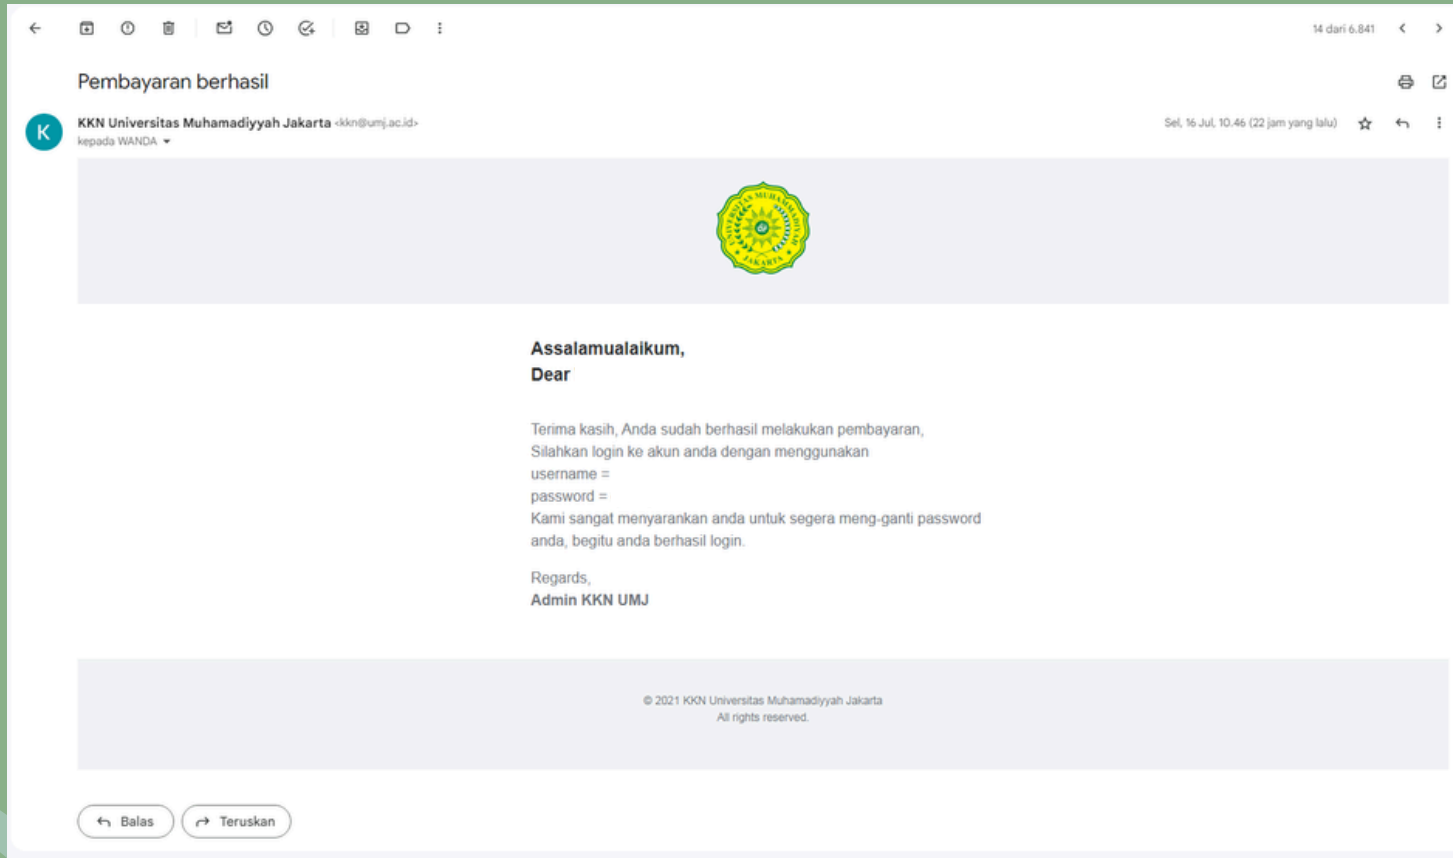 14 dari 6.841
Pembayaran berhasil
K
KKN Universitas Muhamadiyyah Jakarta <kkn@umj.ac.id>
Sel, 16 Jul, 10.46 (22 jam yang lalu)
kepada WANDA
UNIVERSITAS MUHAMMADIYAH
JAKARTA
Assalamualaikum,
Dear
Terima kasih, Anda sudah berhasil melakukan pembayaran,
Silahkan login ke akun anda dengan menggunakan
username =
password =
Kami sangat menyarankan anda untuk segera meng-ganti password
anda, begitu anda berhasil login.
Regards,
Admin KKN UMJ
© 2021 KKN Universitas Muhamadiyyah Jakarta
All rights reserved.
Balas
Teruskan